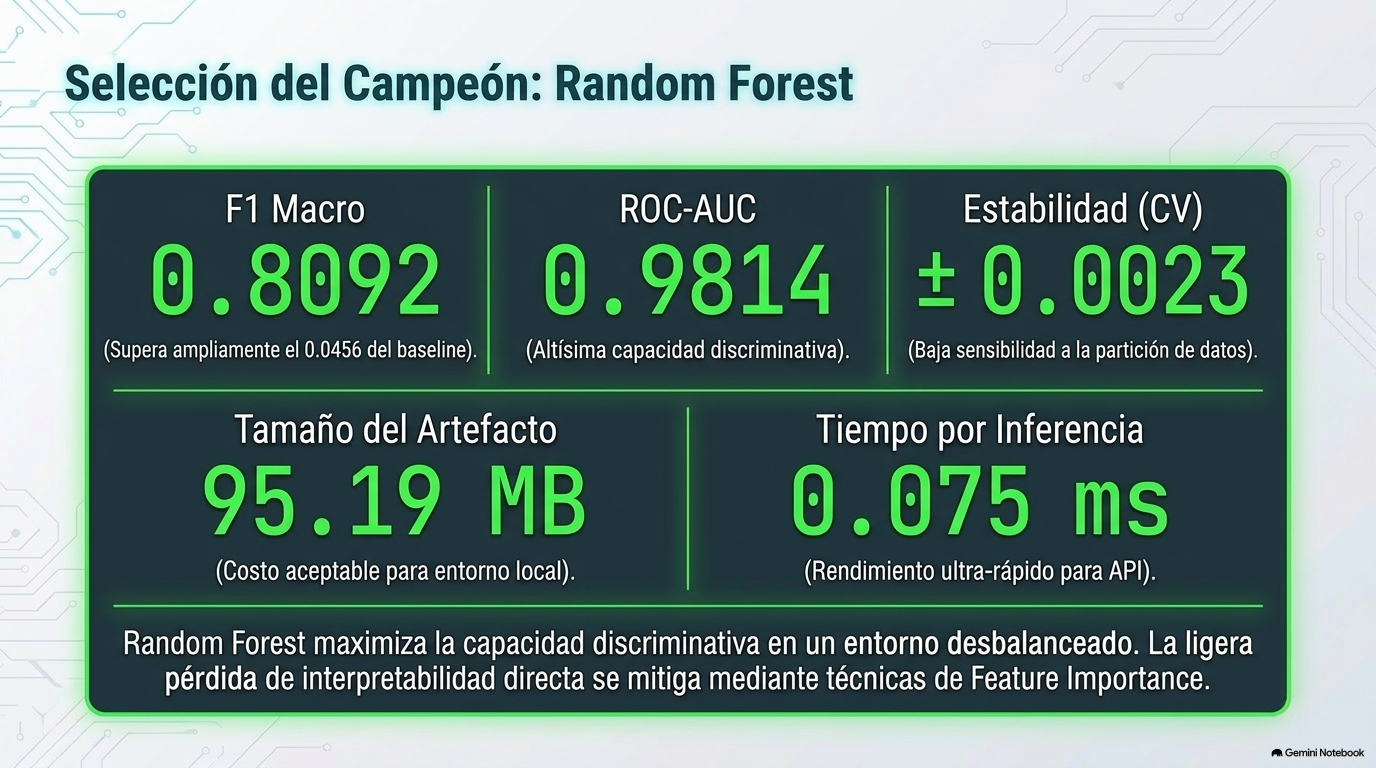 Selección del Campeón: Random Forest
F1 Macro
0.8092
(Supera ampliamente el 0.0456 del baseline).
ROC-AUC
0.9814
(Altísima capacidad discriminativa).
Estabilidad (CV)
± 0.0023
(Baja sensibilidad a la partición de datos).
Tamaño del Artefacto
95.19 MB
(Costo aceptable para entorno local).
Tiempo por Inferencia
0.075 ms
(Rendimiento ultra-rápido para API).
Random Forest maximiza la capacidad discriminativa en un entorno desbalanceado. La ligera
pérdida de interpretabilidad directa se mitiga mediante técnicas de Feature Importance.
Gemini Notebook